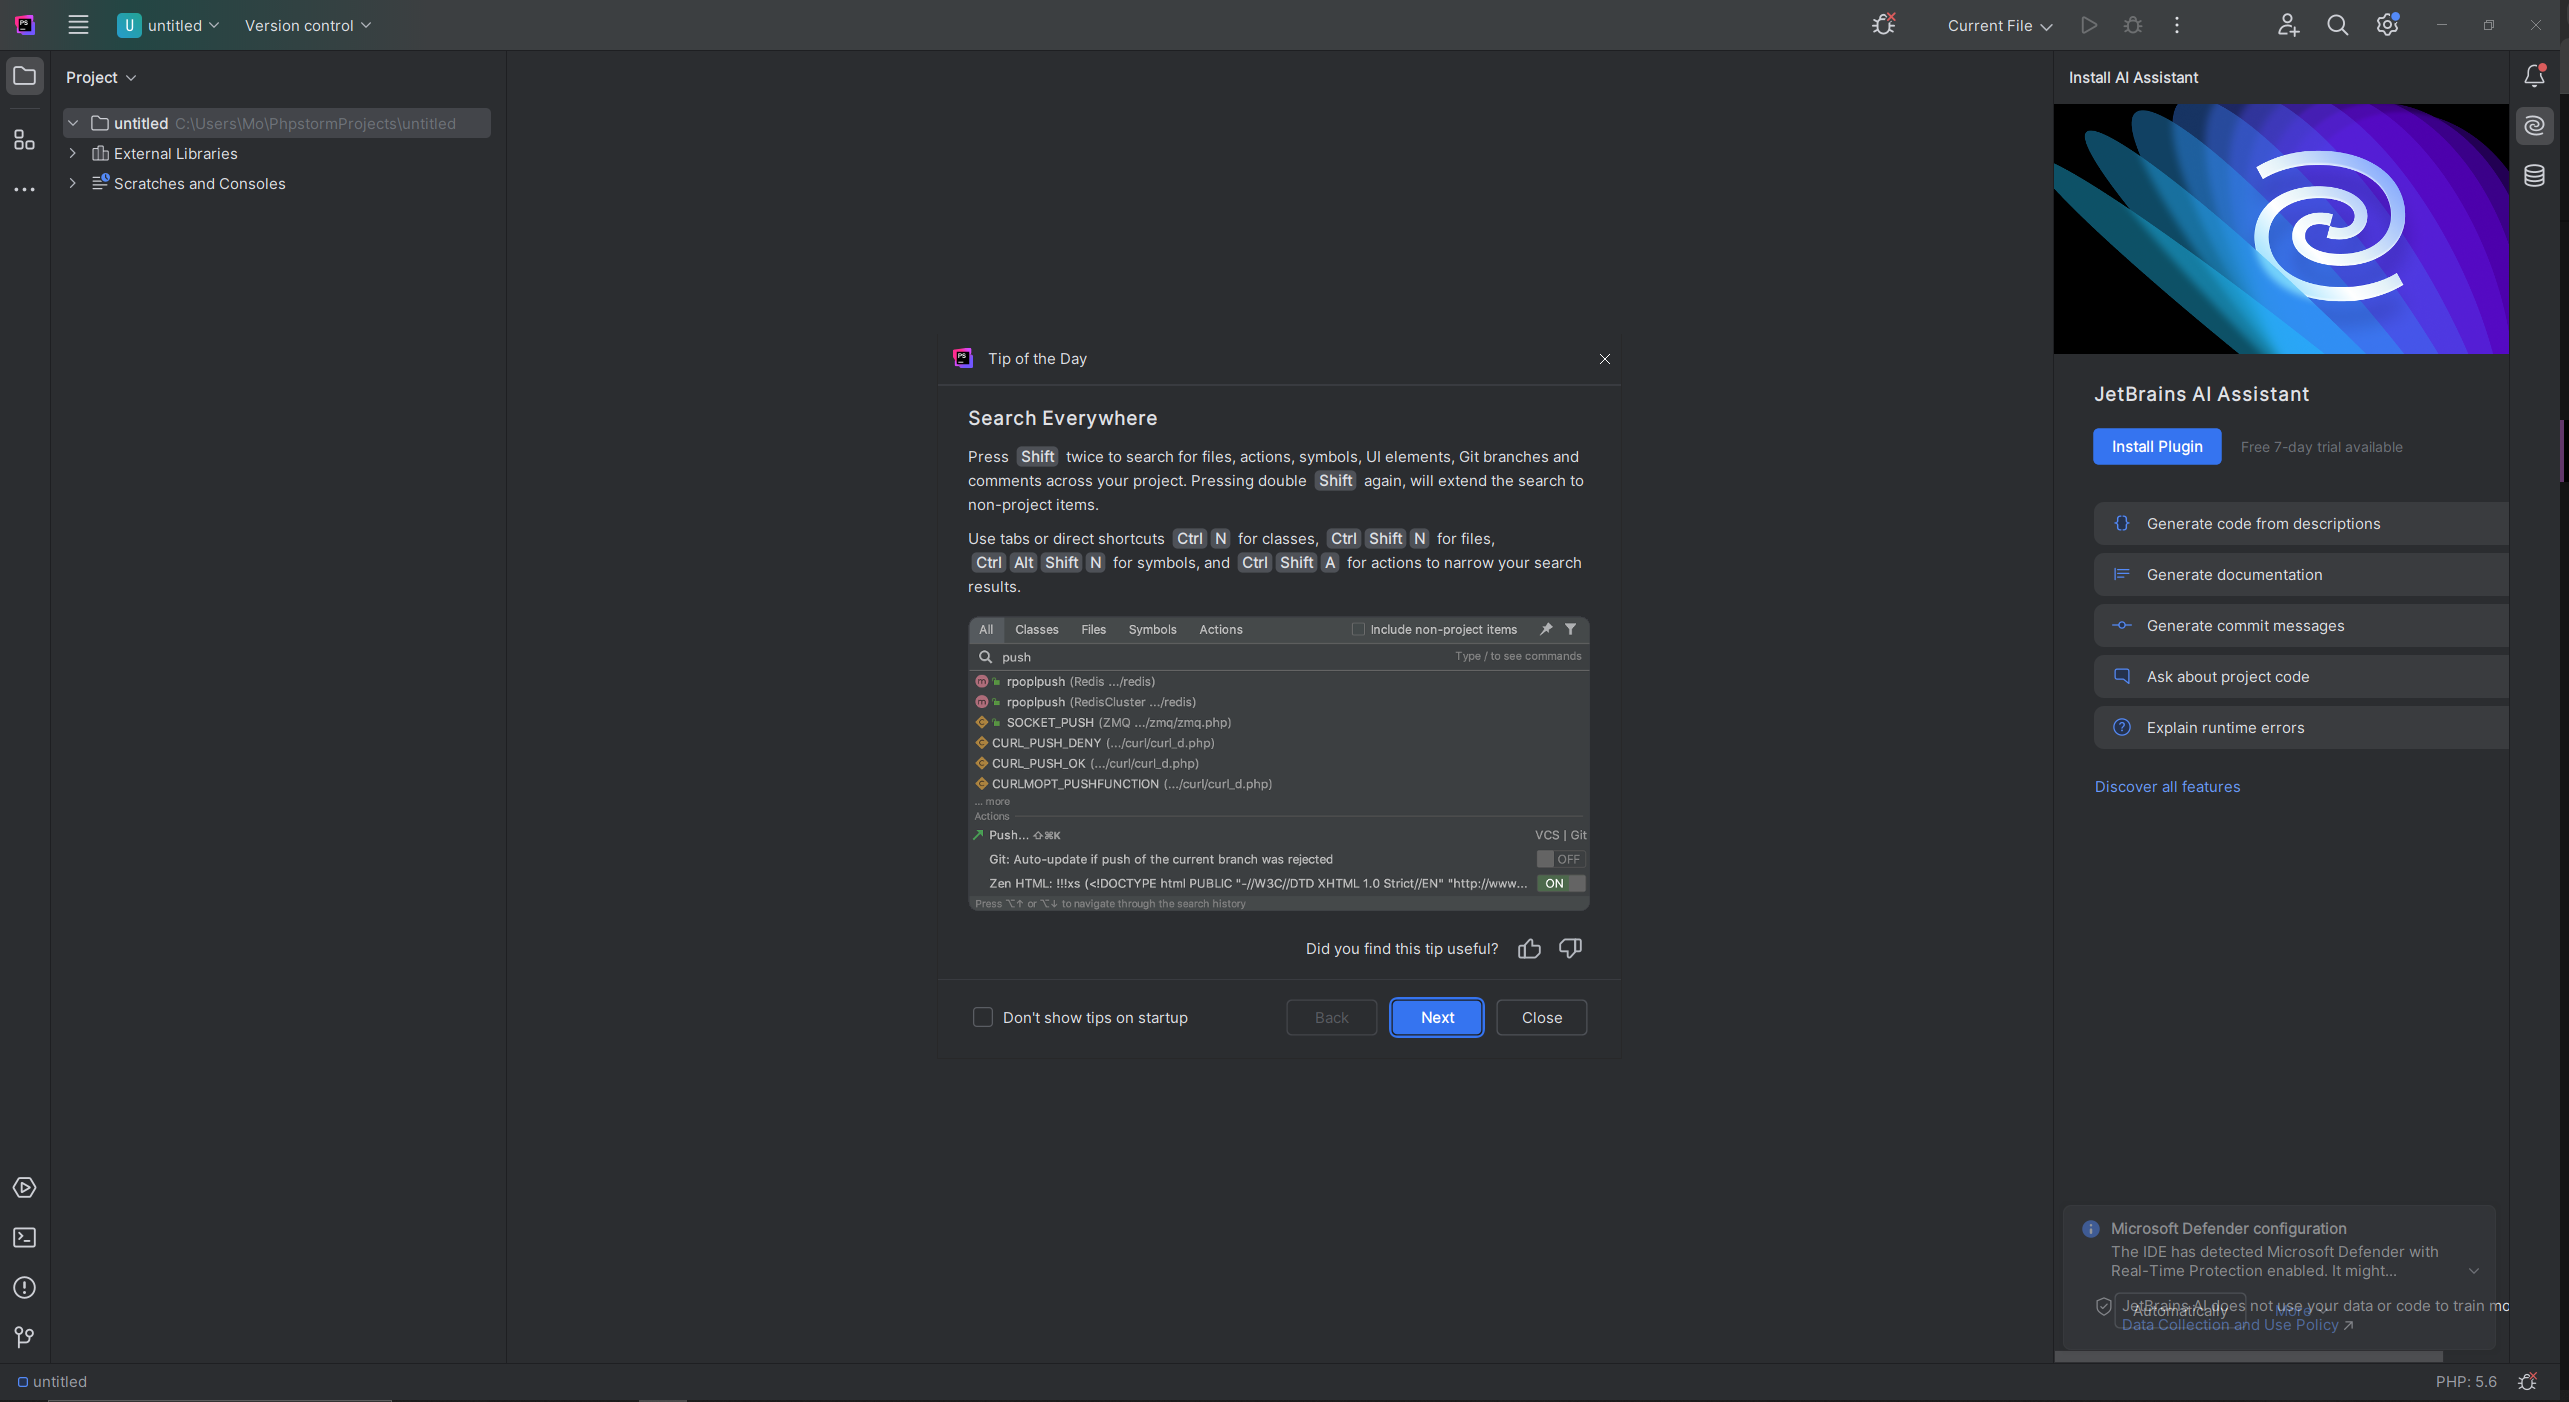 U untitled
Version control
Current File
Project
untitled C:\Users\Mo\PhpstormProjects\untitled
External Libraries
Scratches and Consoles
Tip of the Day
Search Everywhere
Press Shift twice to search for files, actions, symbols, UI elements, Git branches and
comments across your project. Pressing double Shift again, will extend the search to
non-project items.
Use tabs or direct shortcuts Ctrl N for classes, Ctrl Shift N for files,
Ctrl Alt Shift N for symbols, and Ctrl Shift A for actions to narrow your search
results.
All Classes Files Symbols Actions Include non-project items
push Type / to see commands
rpoplpush (Redis .../redis)
rpoplpush (RedisCluster .../redis)
SOCKET_PUSH (ZMQ .../zmq/zmq.php)
CURL_PUSH_DENY (.../curl/curl_d.php)
CURL_PUSH_OK (.../curl/curl_d.php)
CURLMOPT_PUSHFUNCTION (.../curl/curl_d.php)
... more
Actions
Push... ⇧⌘K VCS | Git
Git: Auto-update if push of the current branch was rejected OFF
Zen HTML: !!!xs (<!DOCTYPE html PUBLIC "-//W3C//DTD XHTML 1.0 Strict//EN" "http://www... ON
Press ⌥↑ or ⌥↓ to navigate through the search history
Did you find this tip useful?
Don't show tips on startup
Back
Next
Close
Install AI Assistant
JetBrains AI Assistant
Install Plugin Free 7-day trial available
Generate code from descriptions
Generate documentation
Generate commit messages
Ask about project code
Explain runtime errors
Discover all features
Microsoft Defender configuration
The IDE has detected Microsoft Defender with
Real-Time Protection enabled. It might...
Automatically More
JetBrains AI does not use your data or code to train mo
Data Collection and Use Policy ↗
untitled
PHP: 5.6